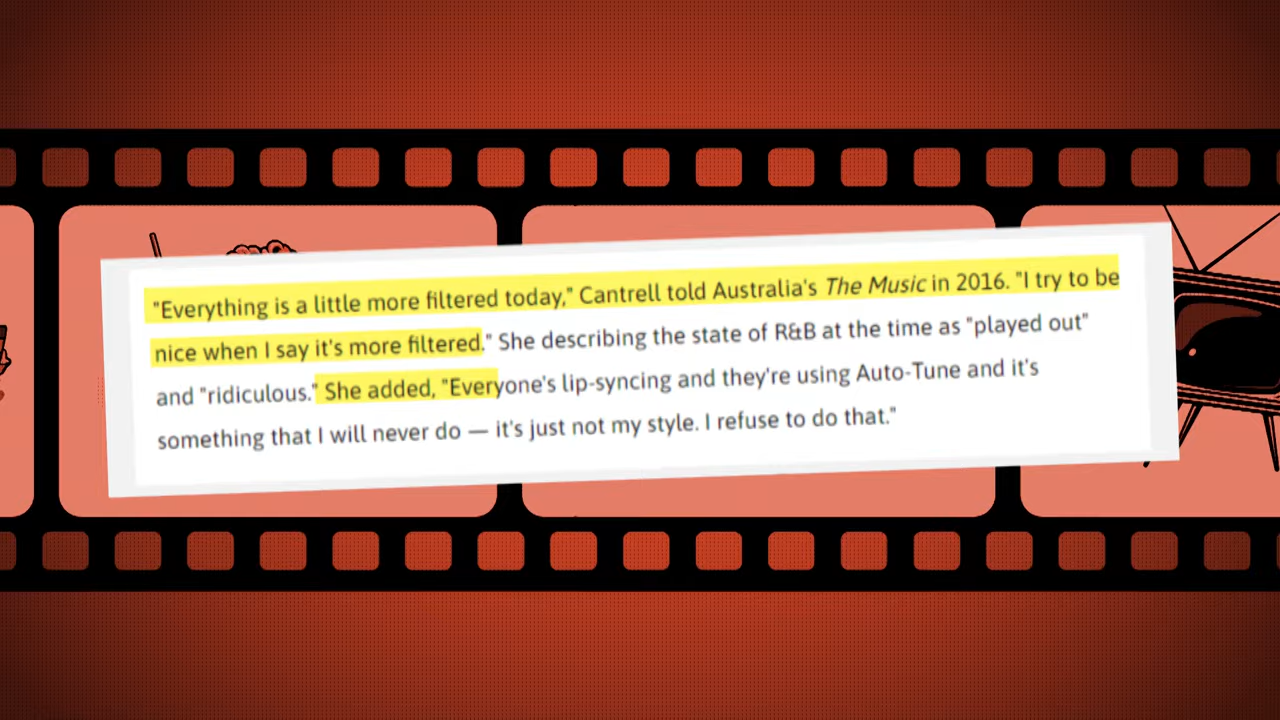 "Everything is a little more filtered today," Cantrell told Australia's The Music in 2016. "I try to be
nice when I say it's more filtered." She describing the state of R&B at the time as "played out"
and "ridiculous." She added, "Everyone's lip-syncing and they're using Auto-Tune and it's
something that I will never do — it's just not my style. I refuse to do that."